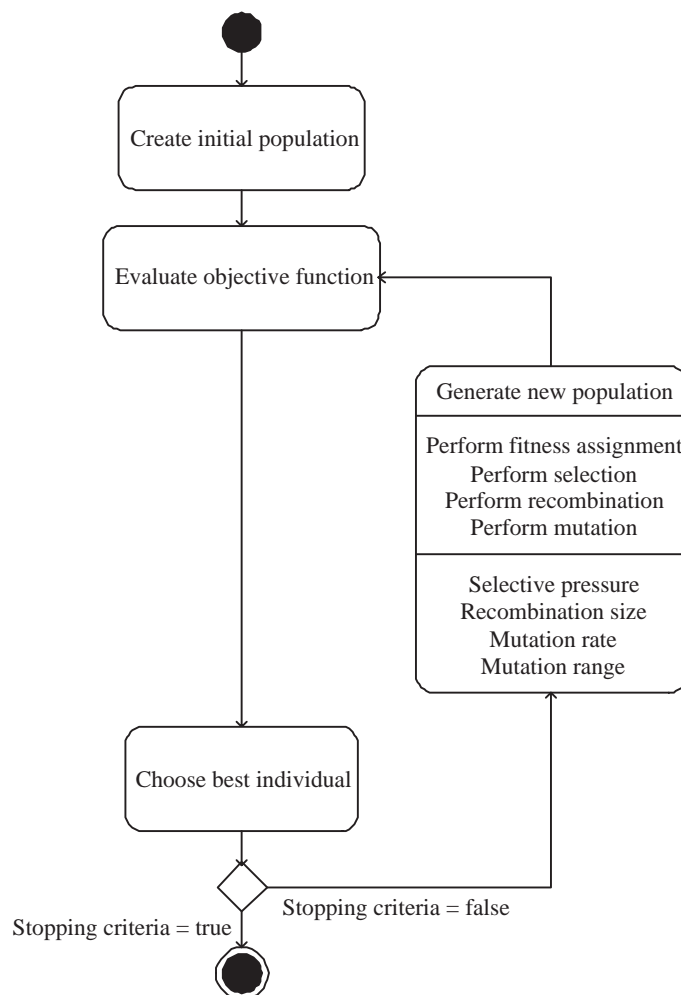 Create initial population
Evaluate objective function
Generate new population
Perform fitness assignment
Perform selection
Perform recombination
Perform mutation
Selective pressure
Recombination size
Mutation rate
Mutation range
Choose best individual
Stopping criteria = false
Stopping criteria = true